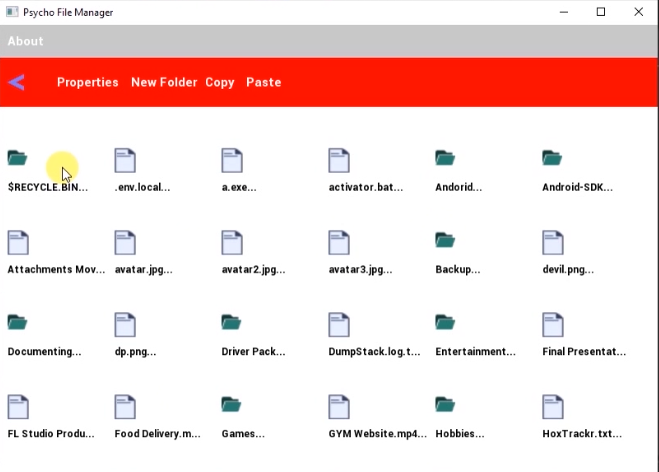 Psycho File Manager
About
Properties New Folder Copy Paste
$RECYCLE.BIN... .env.local... a.exe... activator.bat... Andorid... Android-SDK...
Attachments Mov... avatar.jpg... avatar2.jpg... avatar3.jpg... Backup... devil.png...
Documenting... dp.png... Driver Pack... DumpStack.log.t... Entertainment... Final Presentat...
FL Studio Produ... Food Delivery.m... Games... GYM Website.mp4... Hobbies... HoxTrackr.txt...